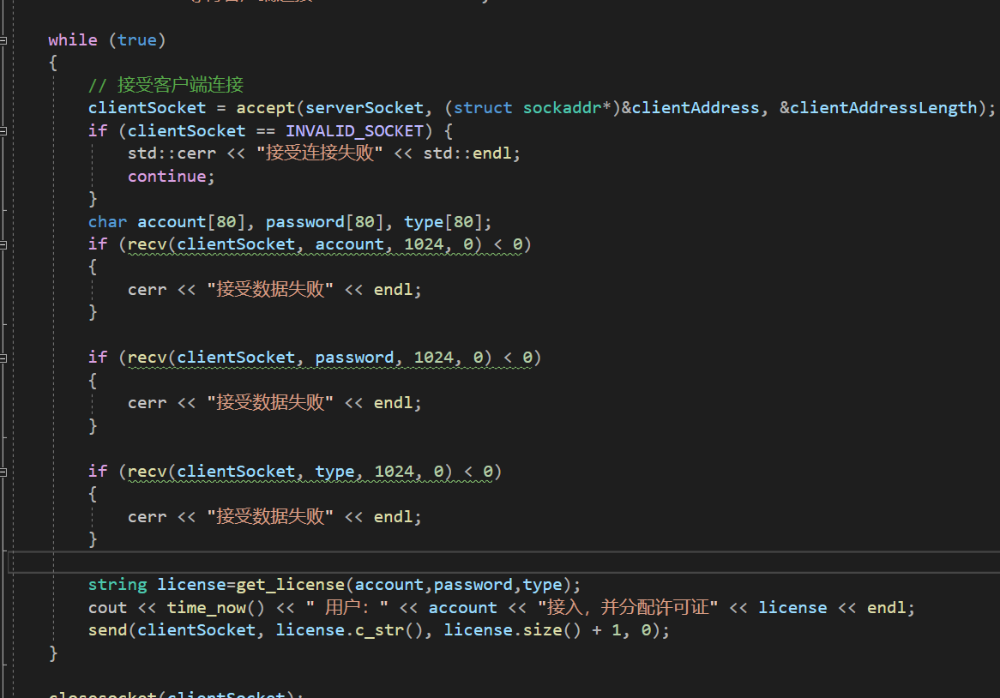 while (true)
{
// 接受客户端连接
clientSocket = accept(serverSocket, (struct sockaddr*)&clientAddress, &clientAddressLength);
if (clientSocket == INVALID_SOCKET) {
std::cerr << "接受连接失败" << std::endl;
continue;
}
char account[80], password[80], type[80];
if (recv(clientSocket, account, 1024, 0) < 0)
{
cerr << "接受数据失败" << endl;
}
if (recv(clientSocket, password, 1024, 0) < 0)
{
cerr << "接受数据失败" << endl;
}
if (recv(clientSocket, type, 1024, 0) < 0)
{
cerr << "接受数据失败" << endl;
}
string license=get_license(account,password,type);
cout << time_now() << " 用户：" << account << "接入，并分配许可证" << license << endl;
send(clientSocket, license.c_str(), license.size() + 1, 0);
}
closesocket(clientSocket);